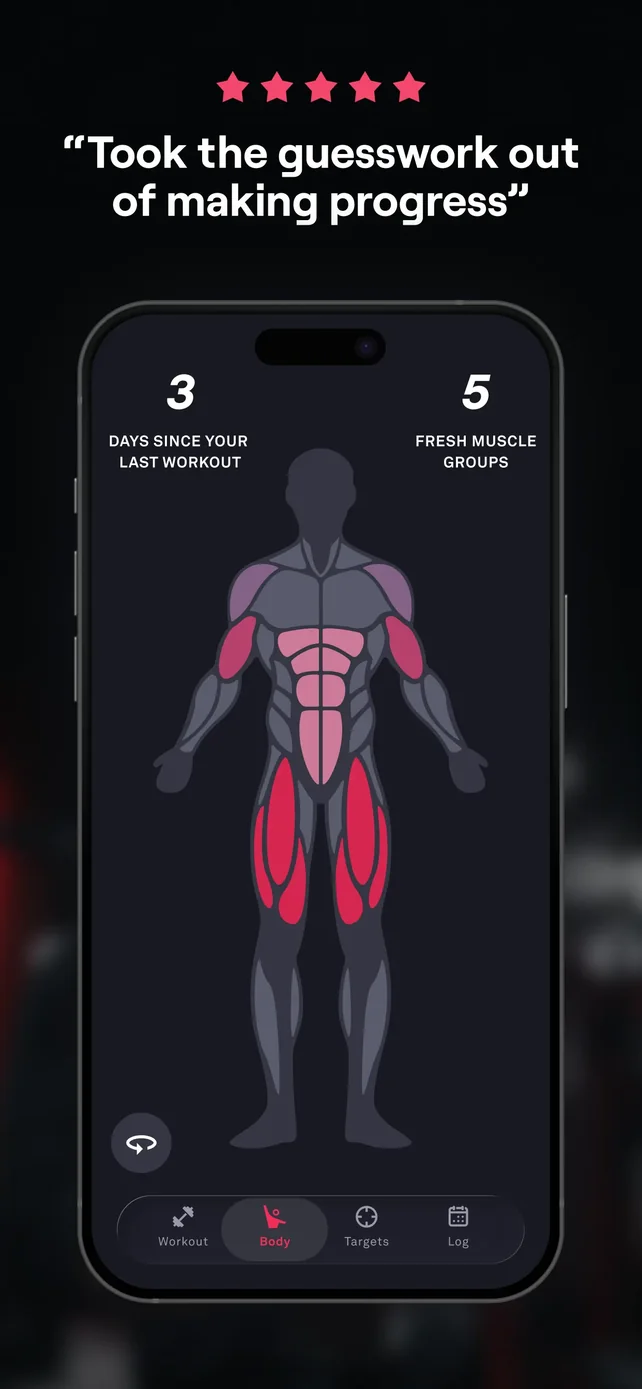 “Took the guesswork out
of making progress”
3
DAYS SINCE YOUR
LAST WORKOUT
5
FRESH MUSCLE
GROUPS
Workout
Body
Targets
Log